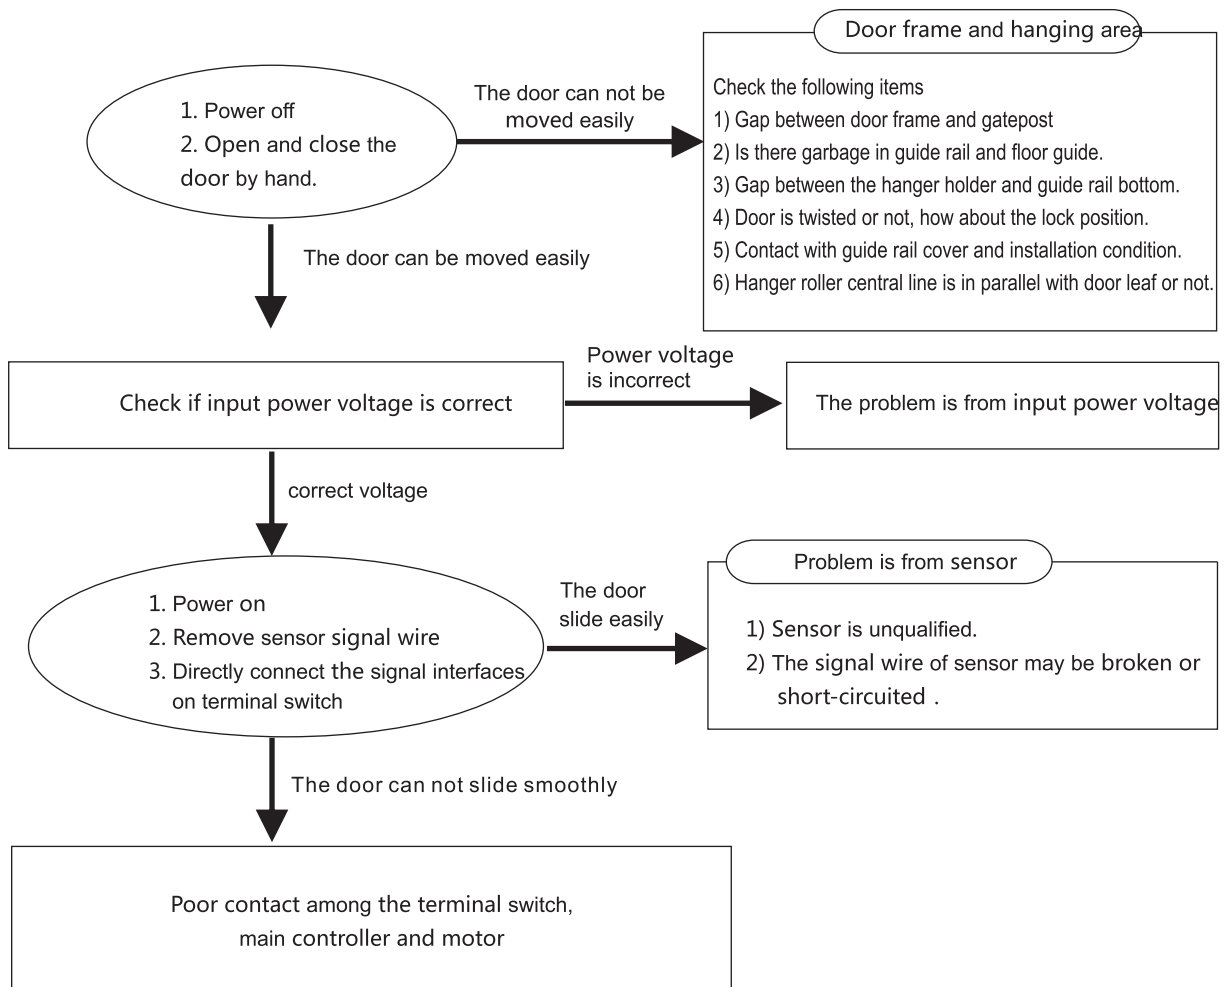 Door frame and hanging area
1. Power off
2. Open and close the
door by hand.
The door can not be
moved easily
Check the following items
1) Gap between door frame and gatepost
2) Is there garbage in guide rail and floor guide.
3) Gap between the hanger holder and guide rail bottom.
4) Door is twisted or not, how about the lock position.
5) Contact with guide rail cover and installation condition.
6) Hanger roller central line is in parallel with door leaf or not.
The door can be moved easily
Check if input power voltage is correct
Power voltage
is incorrect
The problem is from input power voltage
correct voltage
1. Power on
2. Remove sensor signal wire
3. Directly connect the signal interfaces
on terminal switch
The door
slide easily
Problem is from sensor
1) Sensor is unqualified.
2) The signal wire of sensor may be broken or
short-circuited .
The door can not slide smoothly
Poor contact among the terminal switch,
main controller and motor